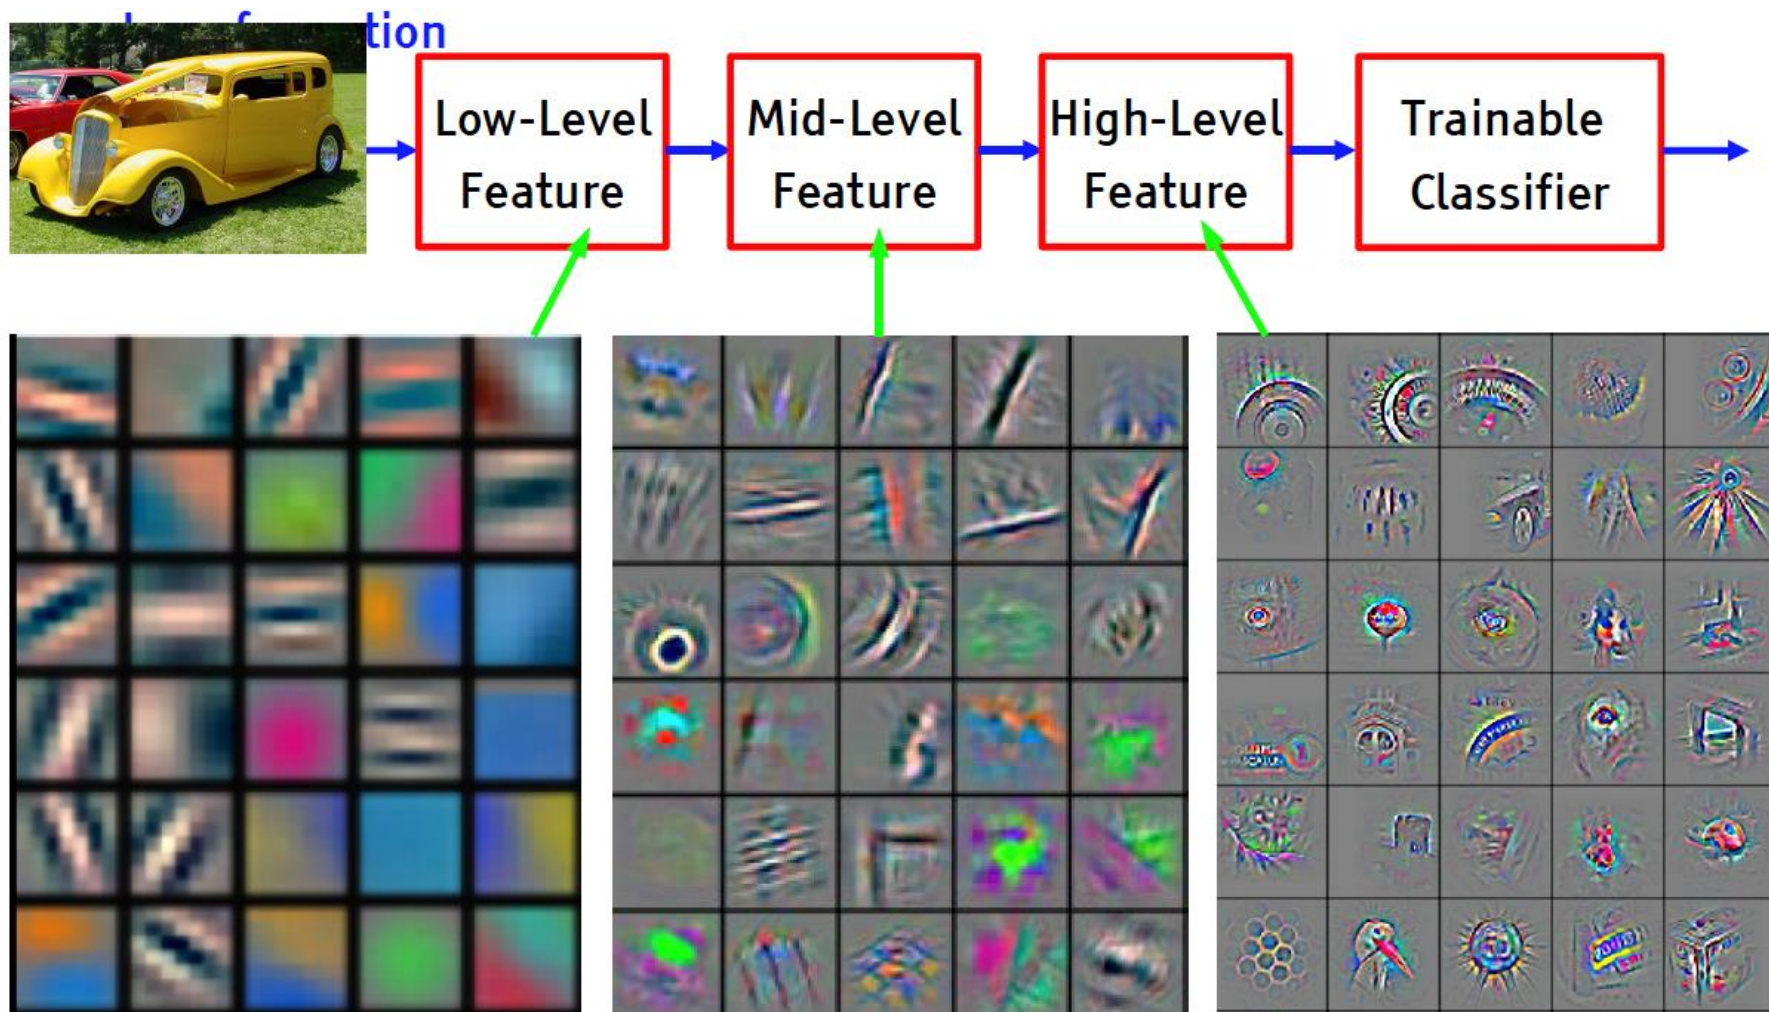 tion
Low-Level
Feature
Mid-Level
Feature
High-Level
Feature
Trainable
Classifier